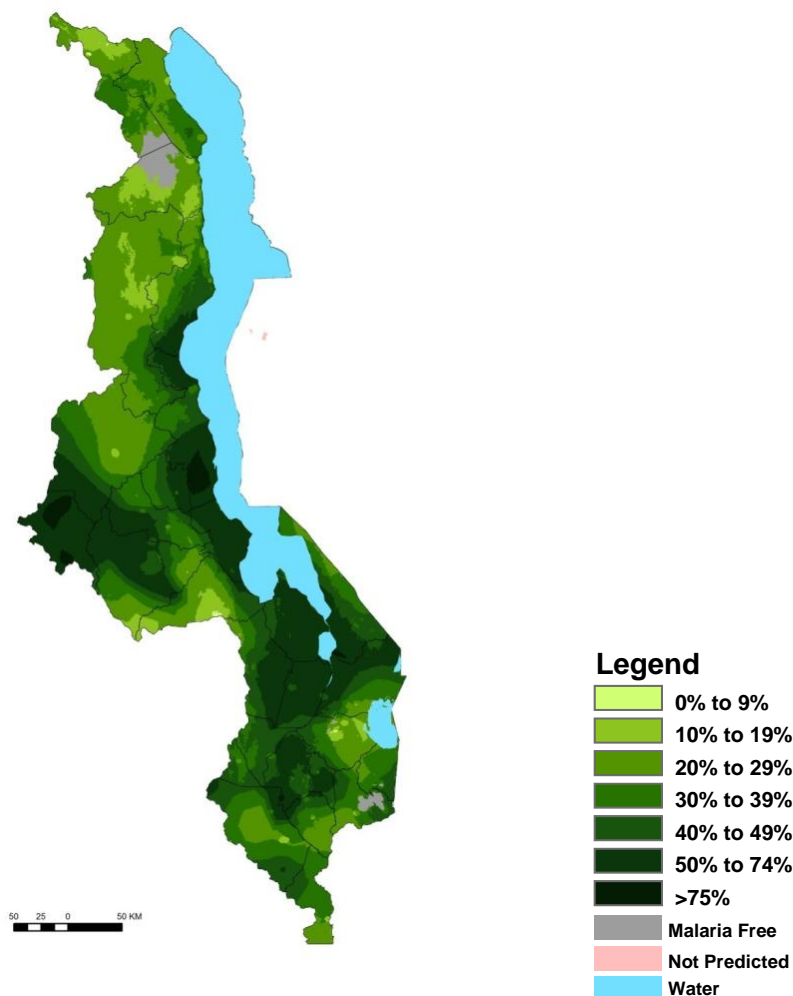 Legend
0% to 9%
10% to 19%
20% to 29%
30% to 39%
40% to 49%
50% to 74%
>75%
Malaria Free
Not Predicted
Water
50 25 0 50 KM